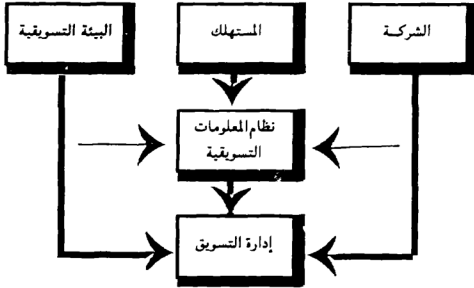 الشركة
المستهلك
البيئة التسويقية
نظام المعلومات
التسويقية
إدارة التسويق